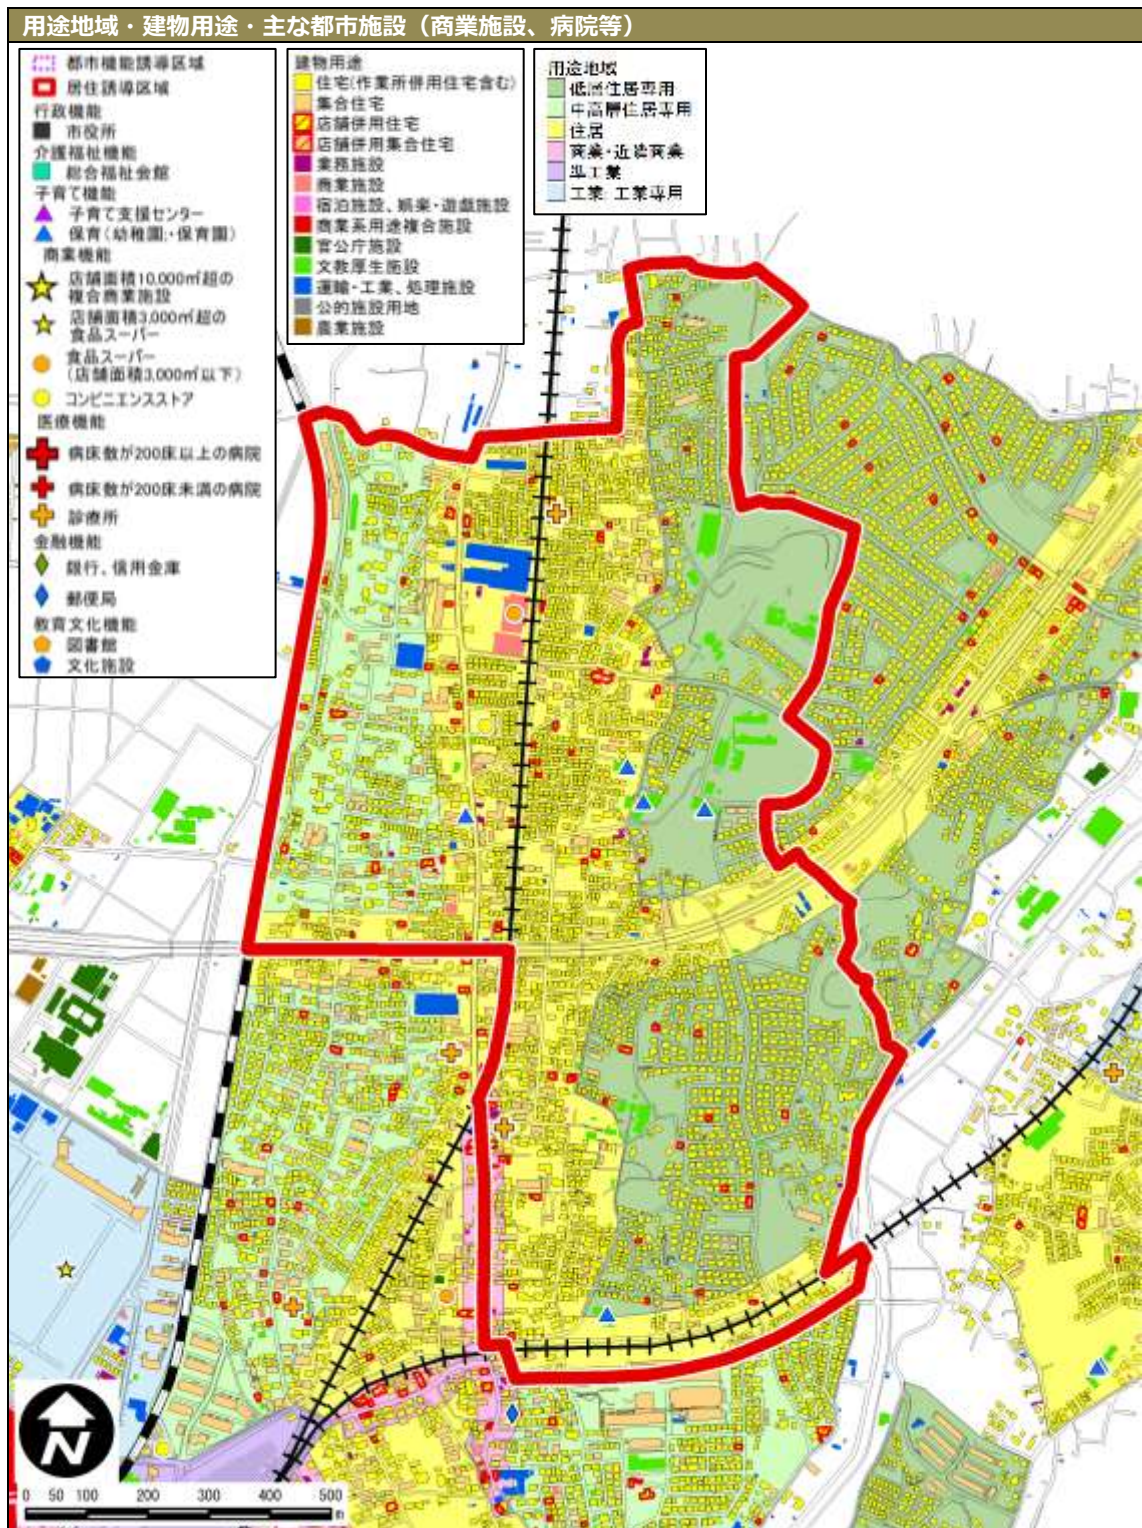 用途地域・建物用途・主な都市施設（商業施設、病院等）
都市機能誘導区域
居住誘導区域
行政機能
市役所
介護福祉機能
総合福祉会館
子育て機能
子育て支援センター
保育（幼稚園・保育園）
商業機能
店舗面積10,000㎡超の
複合商業施設
店舗面積3,000㎡超の
食品スーパー
食品スーパー
（店舗面積3,000㎡以下）
コンビニエンスストア
医療機能
病床数が200床以上の病院
病床数が200床未満の病院
診療所
金融機能
銀行、信用金庫
郵便局
教育文化機能
図書館
文化施設
建物用途
住宅（作業所併用住宅含む）
集合住宅
店舗併用住宅
店舗併用集合住宅
業務施設
商業施設
宿泊施設、娯楽・遊戯施設
商業系用途複合施設
官公庁施設
文教厚生施設
運輸・工業、処理施設
公的施設用地
農業施設
用途地域
低層住居専用
中高層住居専用
住居
商業・近隣商業
準工業
工業・工業専用
N
0 50 100 200 300 400 500
m